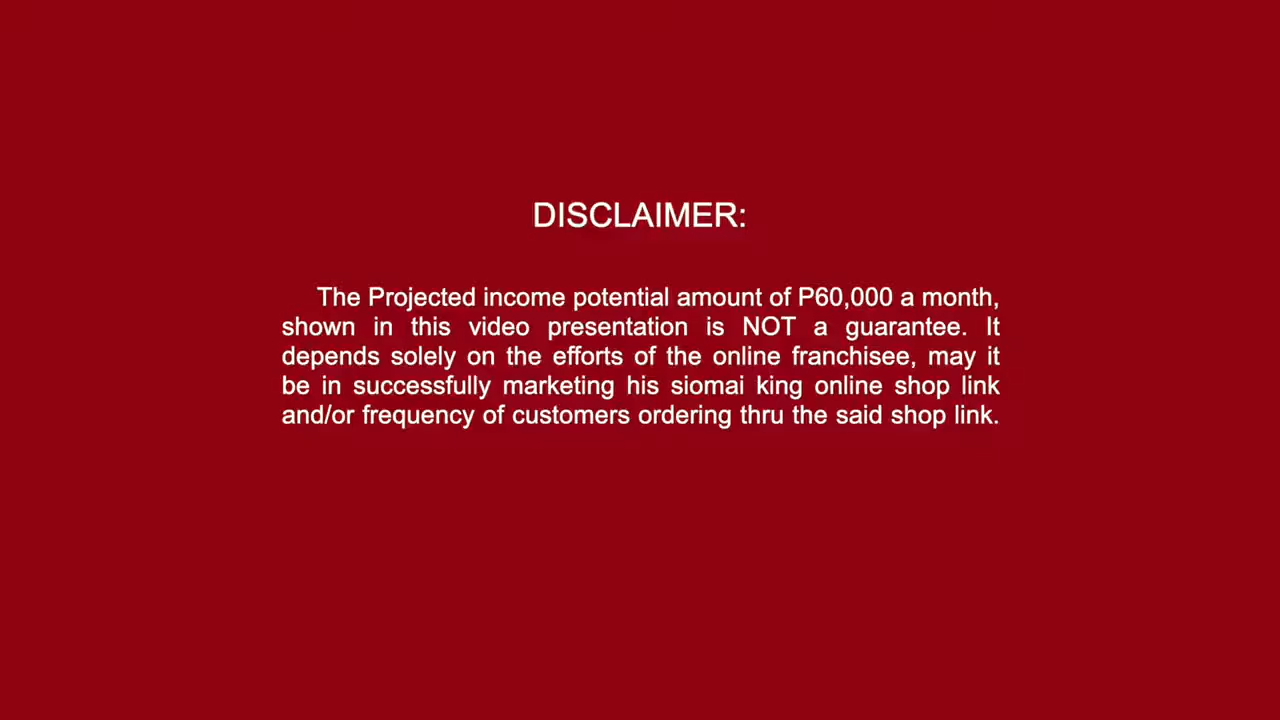 DISCLAIMER:
The Projected income potential amount of P60,000 a month,
shown in this video presentation is NOT a guarantee. It
depends solely on the efforts of the online franchisee, may it
be in successfully marketing his siomai king online shop link
and/or frequency of customers ordering thru the said shop link.